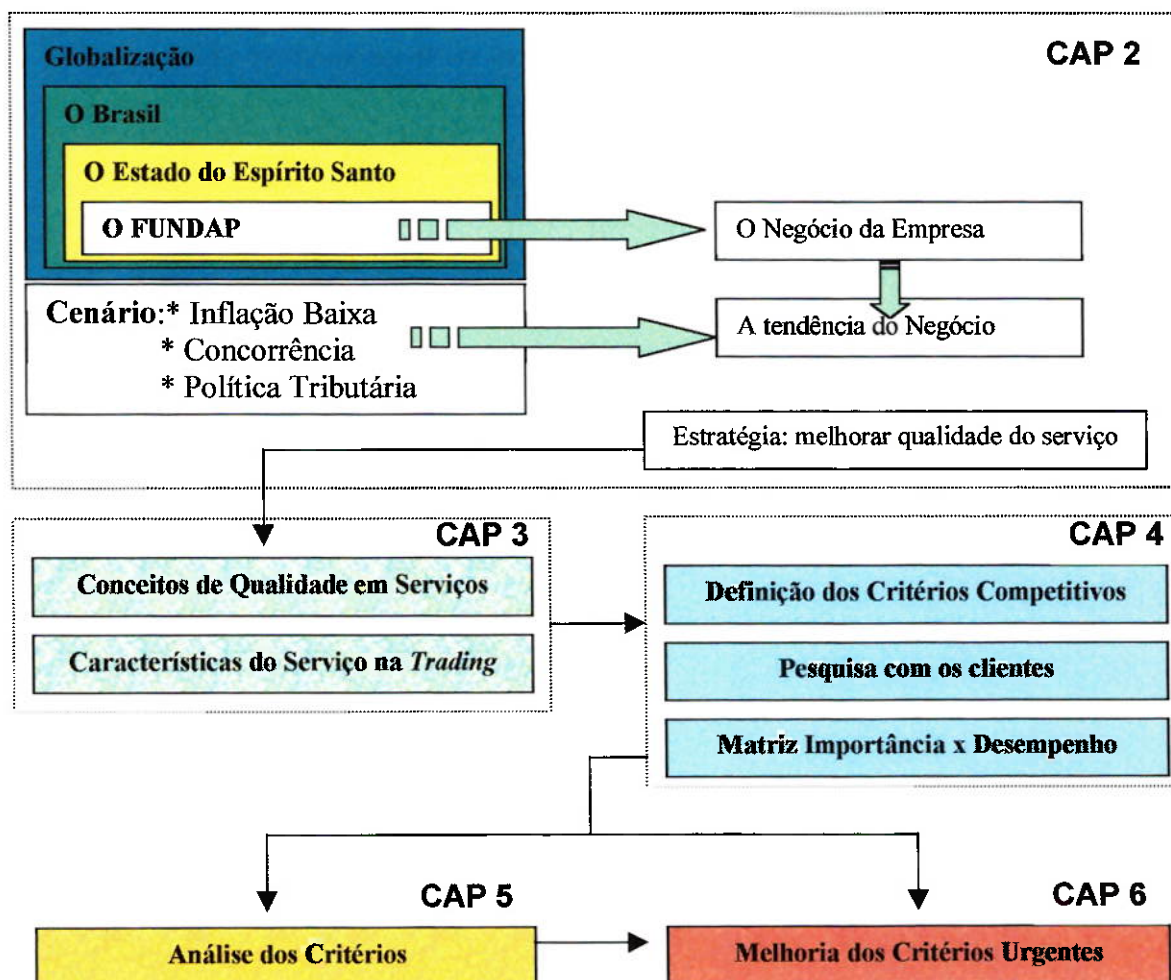 CAP 2
Globalização
O Brasil
O Estado do Espírito Santo
O FUNDAP
O Negócio da Empresa
Cenário:* Inflação Baixa
* Concorrência
* Política Tributária
A tendência do Negócio
Estratégia: melhorar qualidade do serviço
CAP 3
Conceitos de Qualidade em Serviços
Características do Serviço na Trading
CAP 4
Definição dos Critérios Competitivos
Pesquisa com os clientes
Matriz Importância x Desempenho
CAP 5
Análise dos Critérios
CAP 6
Melhoria dos Critérios Urgentes